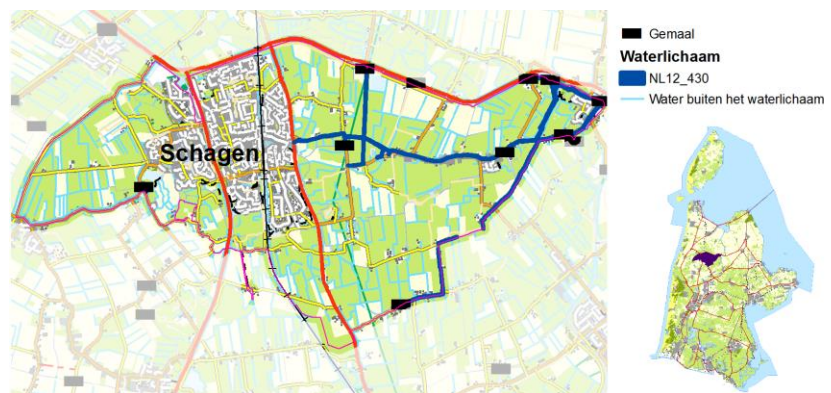 Schagen
Gemaal
Waterlichaam
NL12_430
Water buiten het waterlichaam